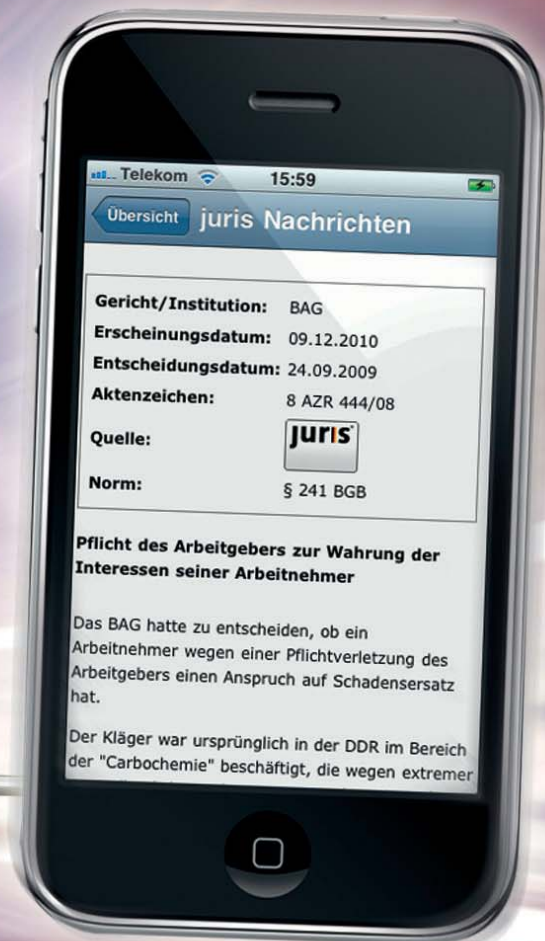 Telekom 15:59
Übersicht juris Nachrichten
Gericht/Institution: BAG
Erscheinungsdatum: 09.12.2010
Entscheidungsdatum: 24.09.2009
Aktenzeichen: 8 AZR 444/08
Quelle: juris
Norm: § 241 BGB
Pflicht des Arbeitgebers zur Wahrung der
Interessen seiner Arbeitnehmer
Das BAG hatte zu entscheiden, ob ein
Arbeitnehmer wegen einer Pflichtverletzung des
Arbeitgebers einen Anspruch auf Schadensersatz
hat.
Der Kläger war ursprünglich in der DDR im Bereich
der "Carbochemie" beschäftigt, die wegen extremer